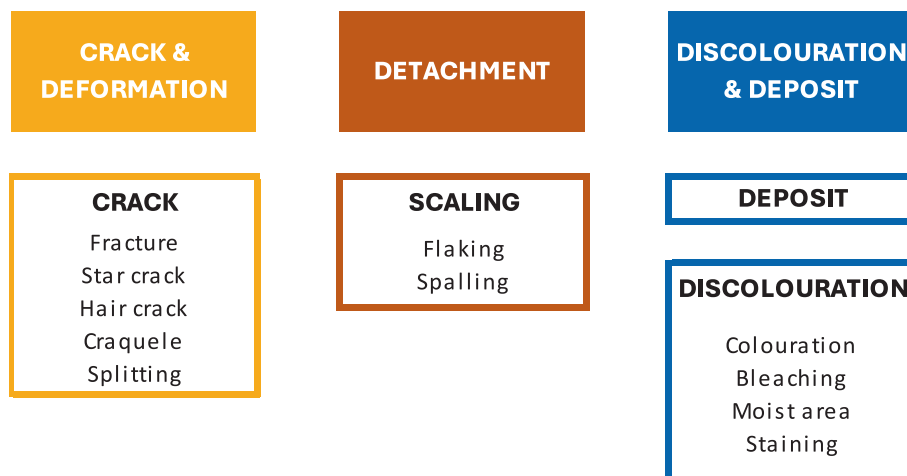 CRACK &
DEFORMATION
CRACK
Fracture
Star crack
Hair crack
Craquele
Splitting
DETACHMENT
SCALING
Flaking
Spalling
DISCOLOURATION
& DEPOSIT
DEPOSIT
DISCOLOURATION
Colouration
Bleaching
Moist area
Staining